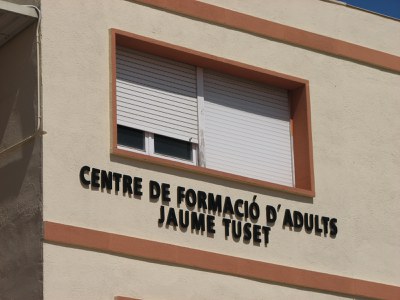 CENTRE DE FORMACIÓ D'ADULTS
JAUME TUSET